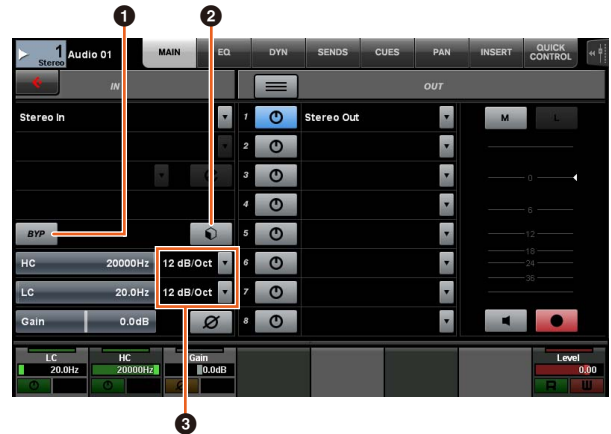 1 2
1 Stereo Audio 01 MAIN EQ DYN SENDS CUES PAN INSERT QUICK CONTROL
IN OUT
Stereo In 1 Stereo Out M L
2
3 0
4 6
BYP 5 12
18
HC 20000Hz 12 dB/Oct 6 24
36
LC 20.0Hz 12 dB/Oct 7
Gain 0.0dB Ø 8
LC HC Gain Level
20.0Hz 20000Hz 0.0dB 0.00
R W
3